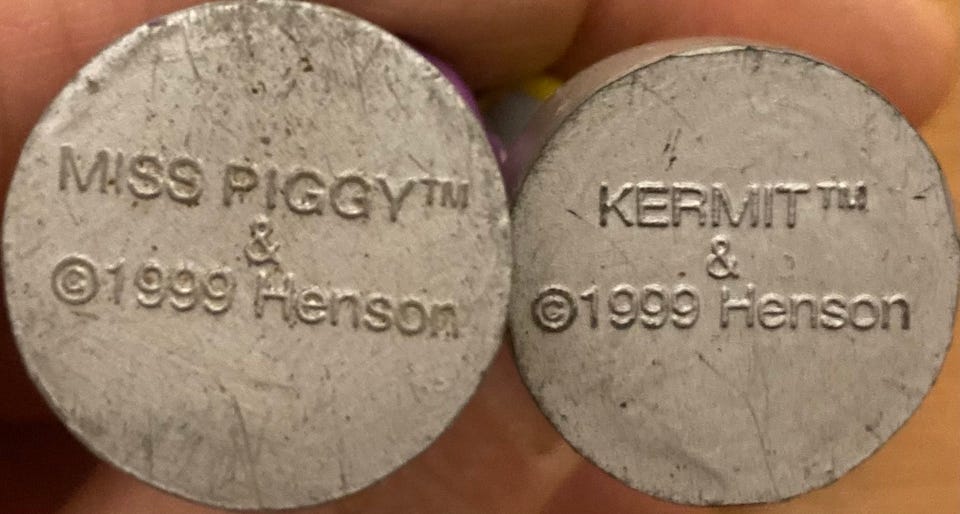 MISS PIGGY™
&
©1999 Henson
KERMIT™
&
©1999 Henson